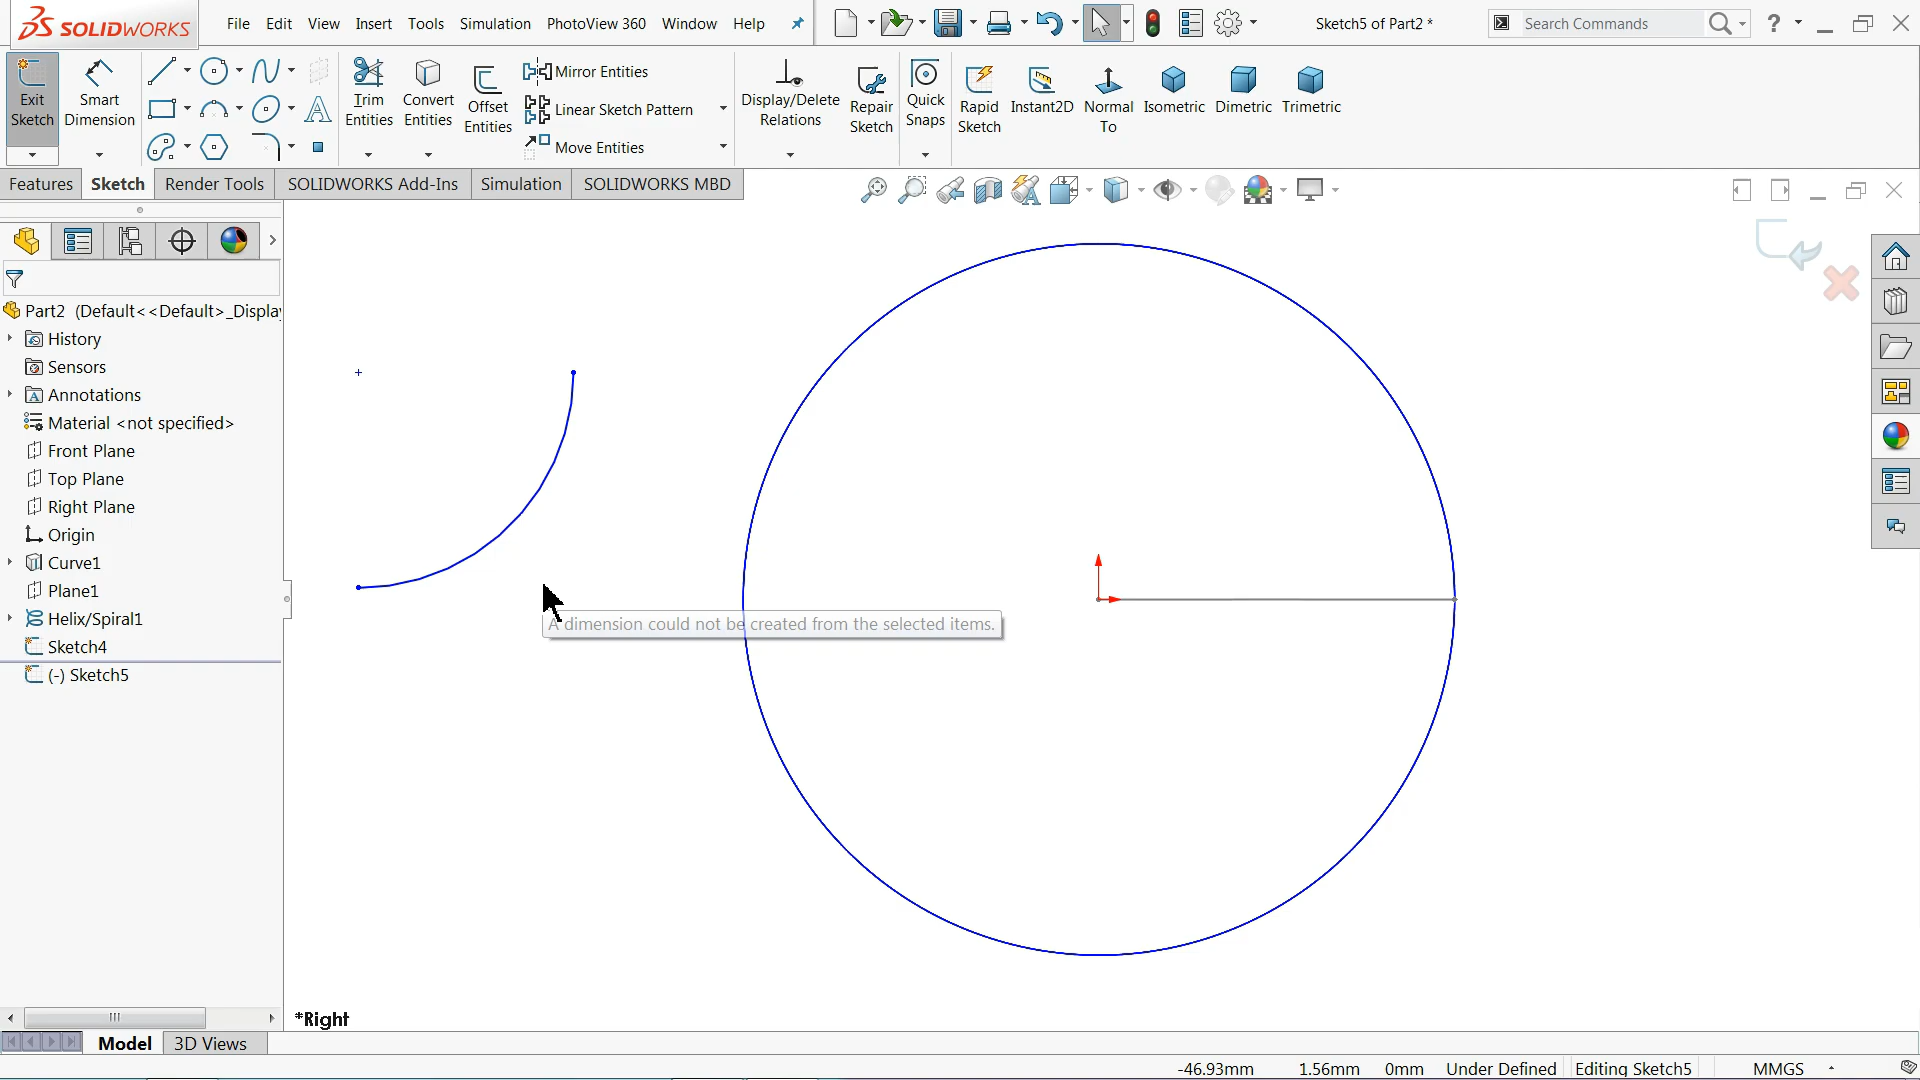 SOLIDWORKS File Edit View Insert Tools Simulation PhotoView 360 Window Help Sketch5 of Part2 * Search Commands ?
Exit Sketch
Smart Dimension
Trim Entities
Convert Entities
Offset Entities
Mirror Entities
Linear Sketch Pattern
Move Entities
Display/Delete Relations
Repair Sketch
Quick Snaps
Rapid Sketch
Instant2D
Normal To
Isometric
Dimetric
Trimetric
Features Sketch Render Tools SOLIDWORKS Add-Ins Simulation SOLIDWORKS MBD
Part2 (Default<<Default>_Displa
History
Sensors
Annotations
Material <not specified>
Front Plane
Top Plane
Right Plane
Origin
Curve1
Plane1
Helix/Spiral1
Sketch4
(-) Sketch5
A dimension could not be created from the selected items.
*Right
Model 3D Views
-46.93mm 1.56mm 0mm Under Defined Editing Sketch5 MMGS